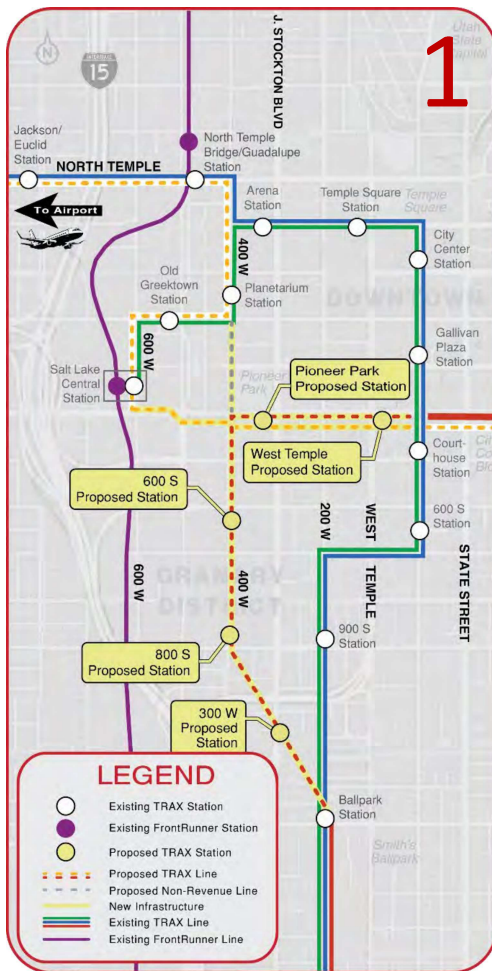 1
J. STOCKTON BLVD
Utah
State
Capitol
N
INTERSTATE
15
Jackson/
Euclid
Station
NORTH TEMPLE
North Temple
Bridge/Guadalupe
Station
To Airport
Arena
Station
Temple Square
Station
Temple
Square
City
Center
Station
400 W
Planetarium
Station
Old
Greektown
Station
DOWNTOWN
600 W
Salt Lake
Central
Station
Gallivan
Plaza
Station
Pioneer
Park
Pioneer Park
Proposed Station
West Temple
Proposed Station
Court-
house
Station
600 S
Proposed Station
600 S
Station
200 W
WEST
TEMPLE
STATE STREET
600 W
GRANARY
DISTRICT
400 W
800 S
Proposed Station
900 S
Station
300 W
Proposed
Station
Ballpark
Station
Smith's
Ballpark
LEGEND
Existing TRAX Station
Existing FrontRunner Station
Proposed TRAX Station
Proposed TRAX Line
Proposed Non-Revenue Line
New Infrastructure
Existing TRAX Line
Existing FrontRunner Line